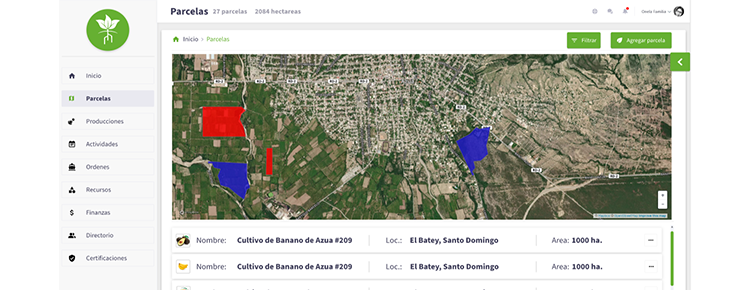 Parcelas 27 parcelas 2064 hectareas
Inicio > Parcelas
Filtrar
Agregar parcela
Inicio
Parcelas
Producciones
Actividades
Ordenes
Recursos
Finanzas
Directorio
Certificaciones
Nombre: Cultivo de Banano de Azua #209 Loc.: El Batey, Santo Domingo Area: 1000 ha.
Nombre: Cultivo de Banano de Azua #209 Loc.: El Batey, Santo Domingo Area: 1000 ha.